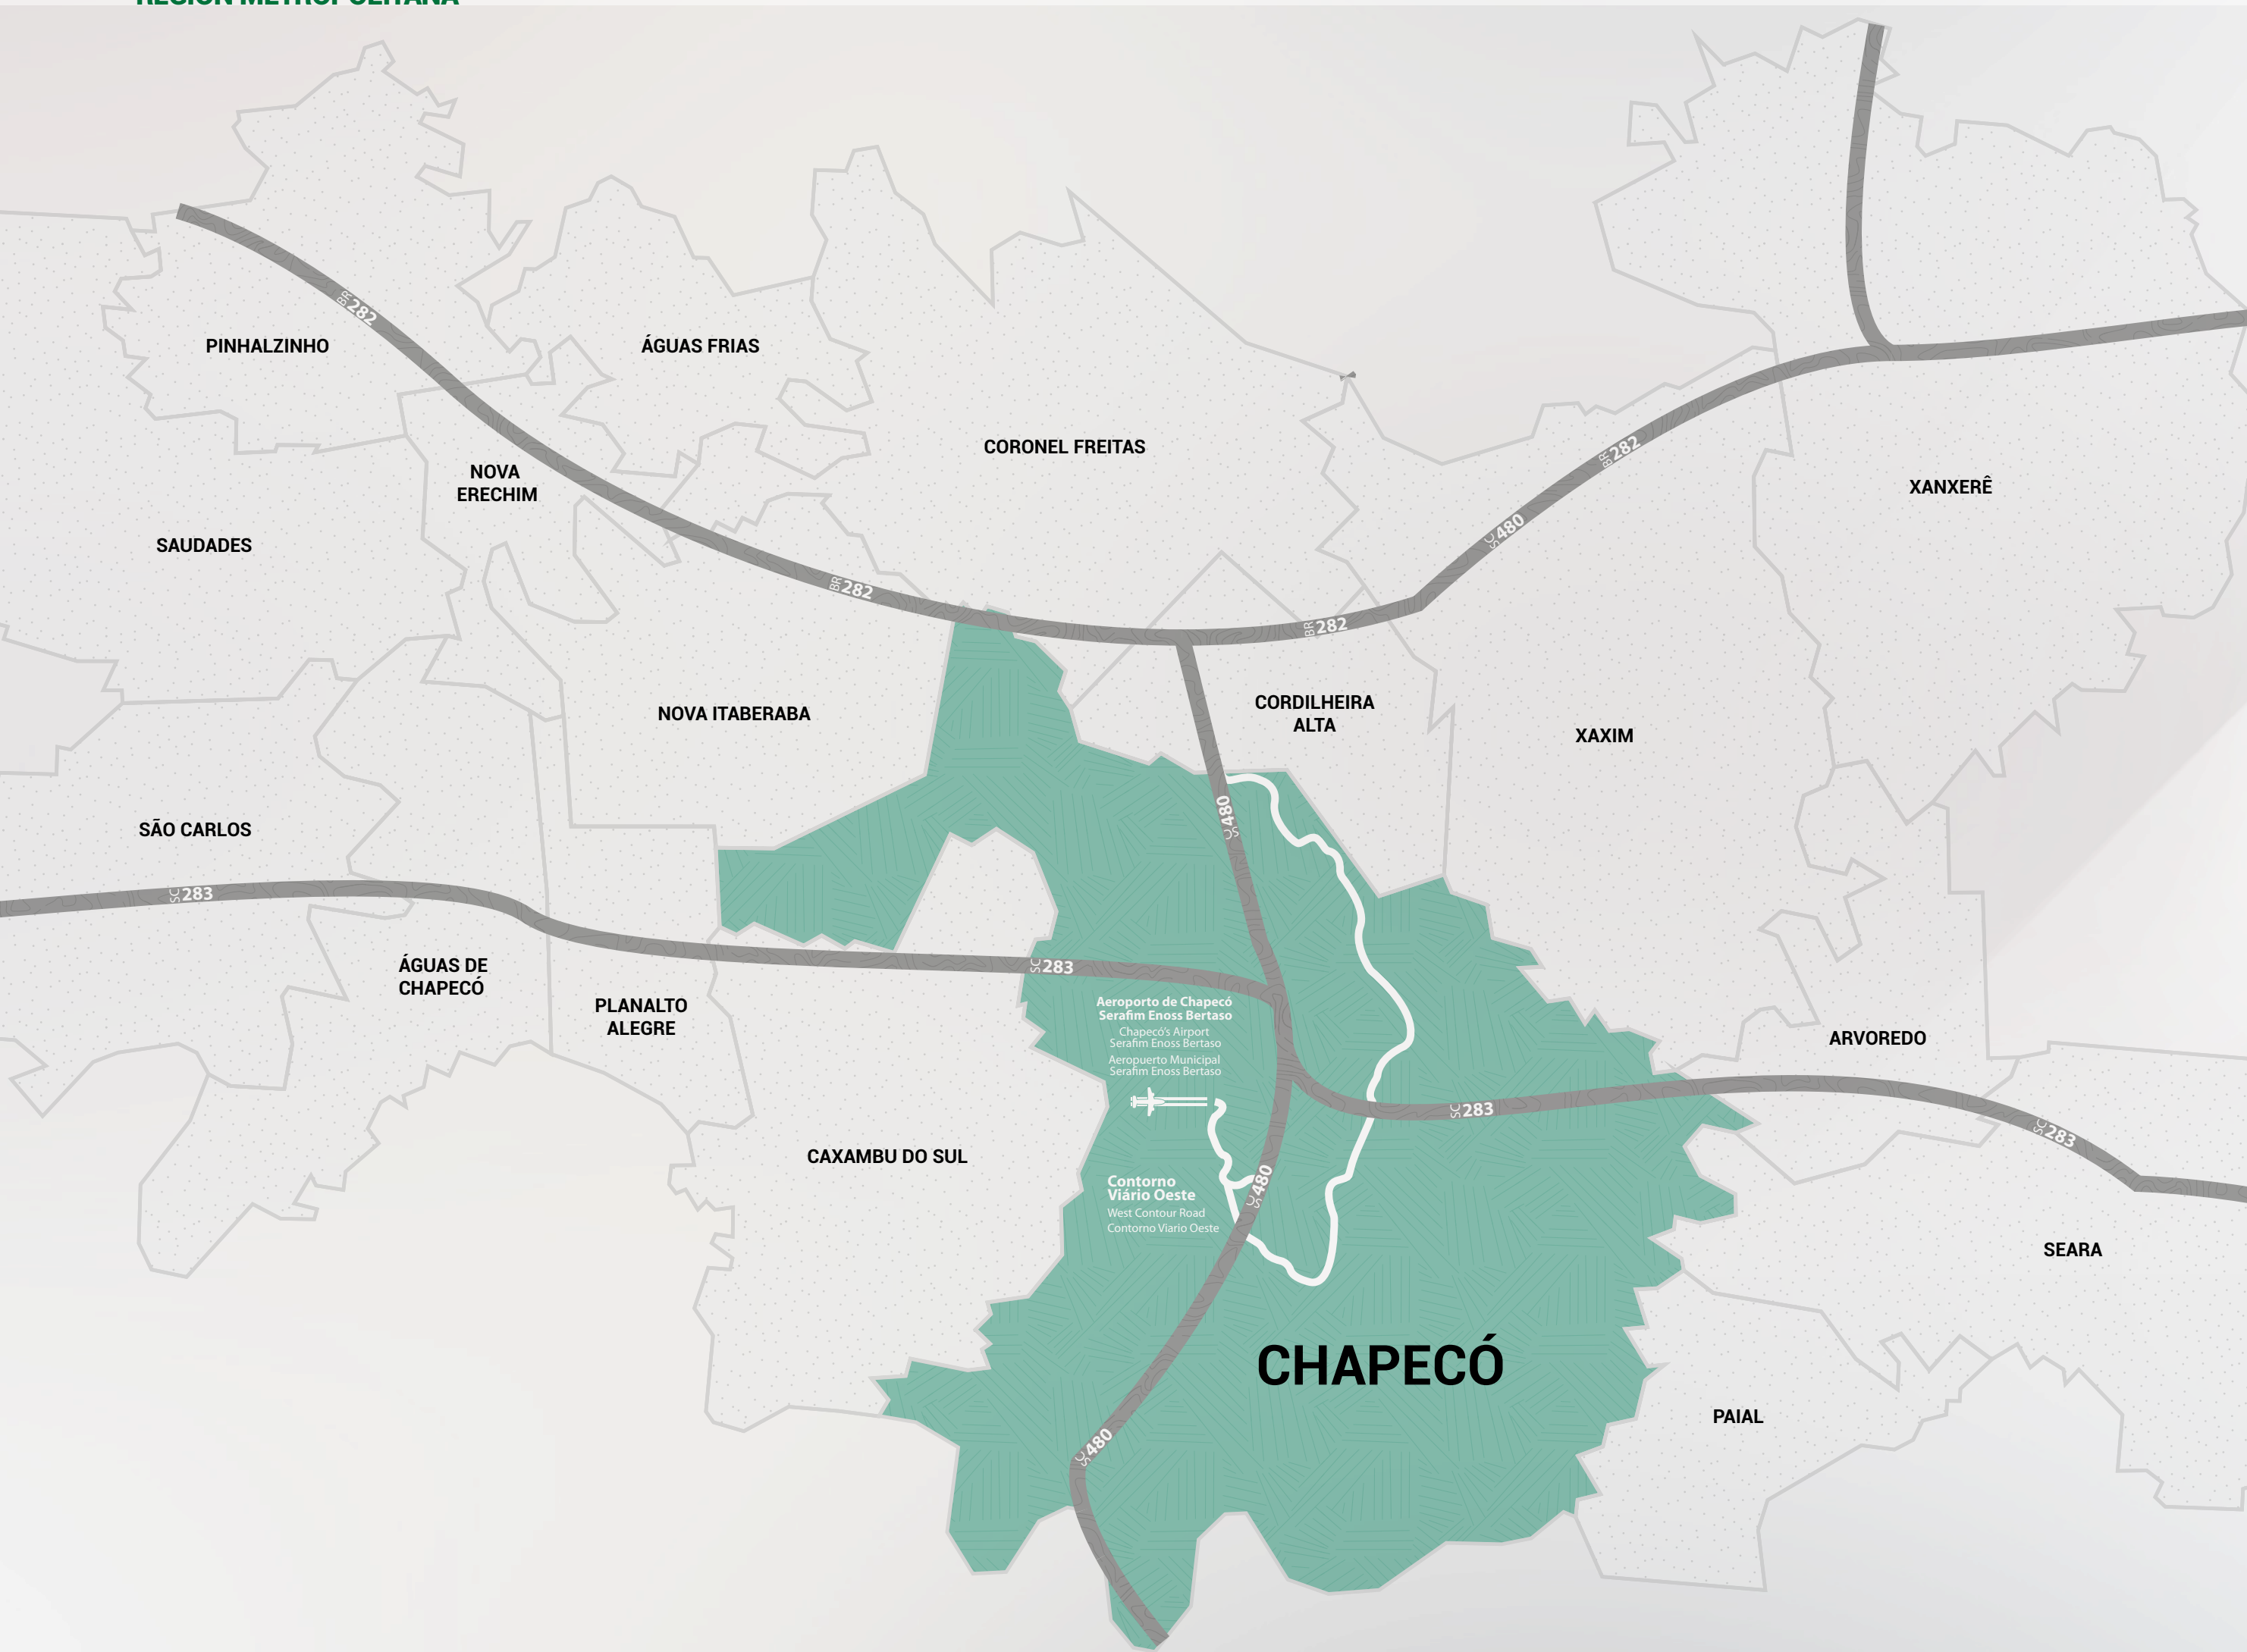 REGIÓN METROPOLITANA
BR 282
PINHALZINHO
ÁGUAS FRIAS
CORONEL FREITAS
BR 282
NOVA
ERECHIM
XANXERÊ
SC 480
SAUDADES
BR 282
BR 282
NOVA ITABERABA
CORDILHEIRA
ALTA
XAXIM
SC 480
SÃO CARLOS
SC 283
ÁGUAS DE
CHAPECÓ
SC 283
PLANALTO
ALEGRE
Aeroporto de Chapecó
Serafim Enoss Bertaso
Chapecó's Airport
Serafim Enoss Bertaso
Aeropuerto Municipal
Serafim Enoss Bertaso
ARVOREDO
SC 283
SC 283
CAXAMBU DO SUL
SC 480
Contorno
Viário Oeste
West Contour Road
Contorno Viario Oeste
SEARA
CHAPECÓ
PAIAL
SC 480